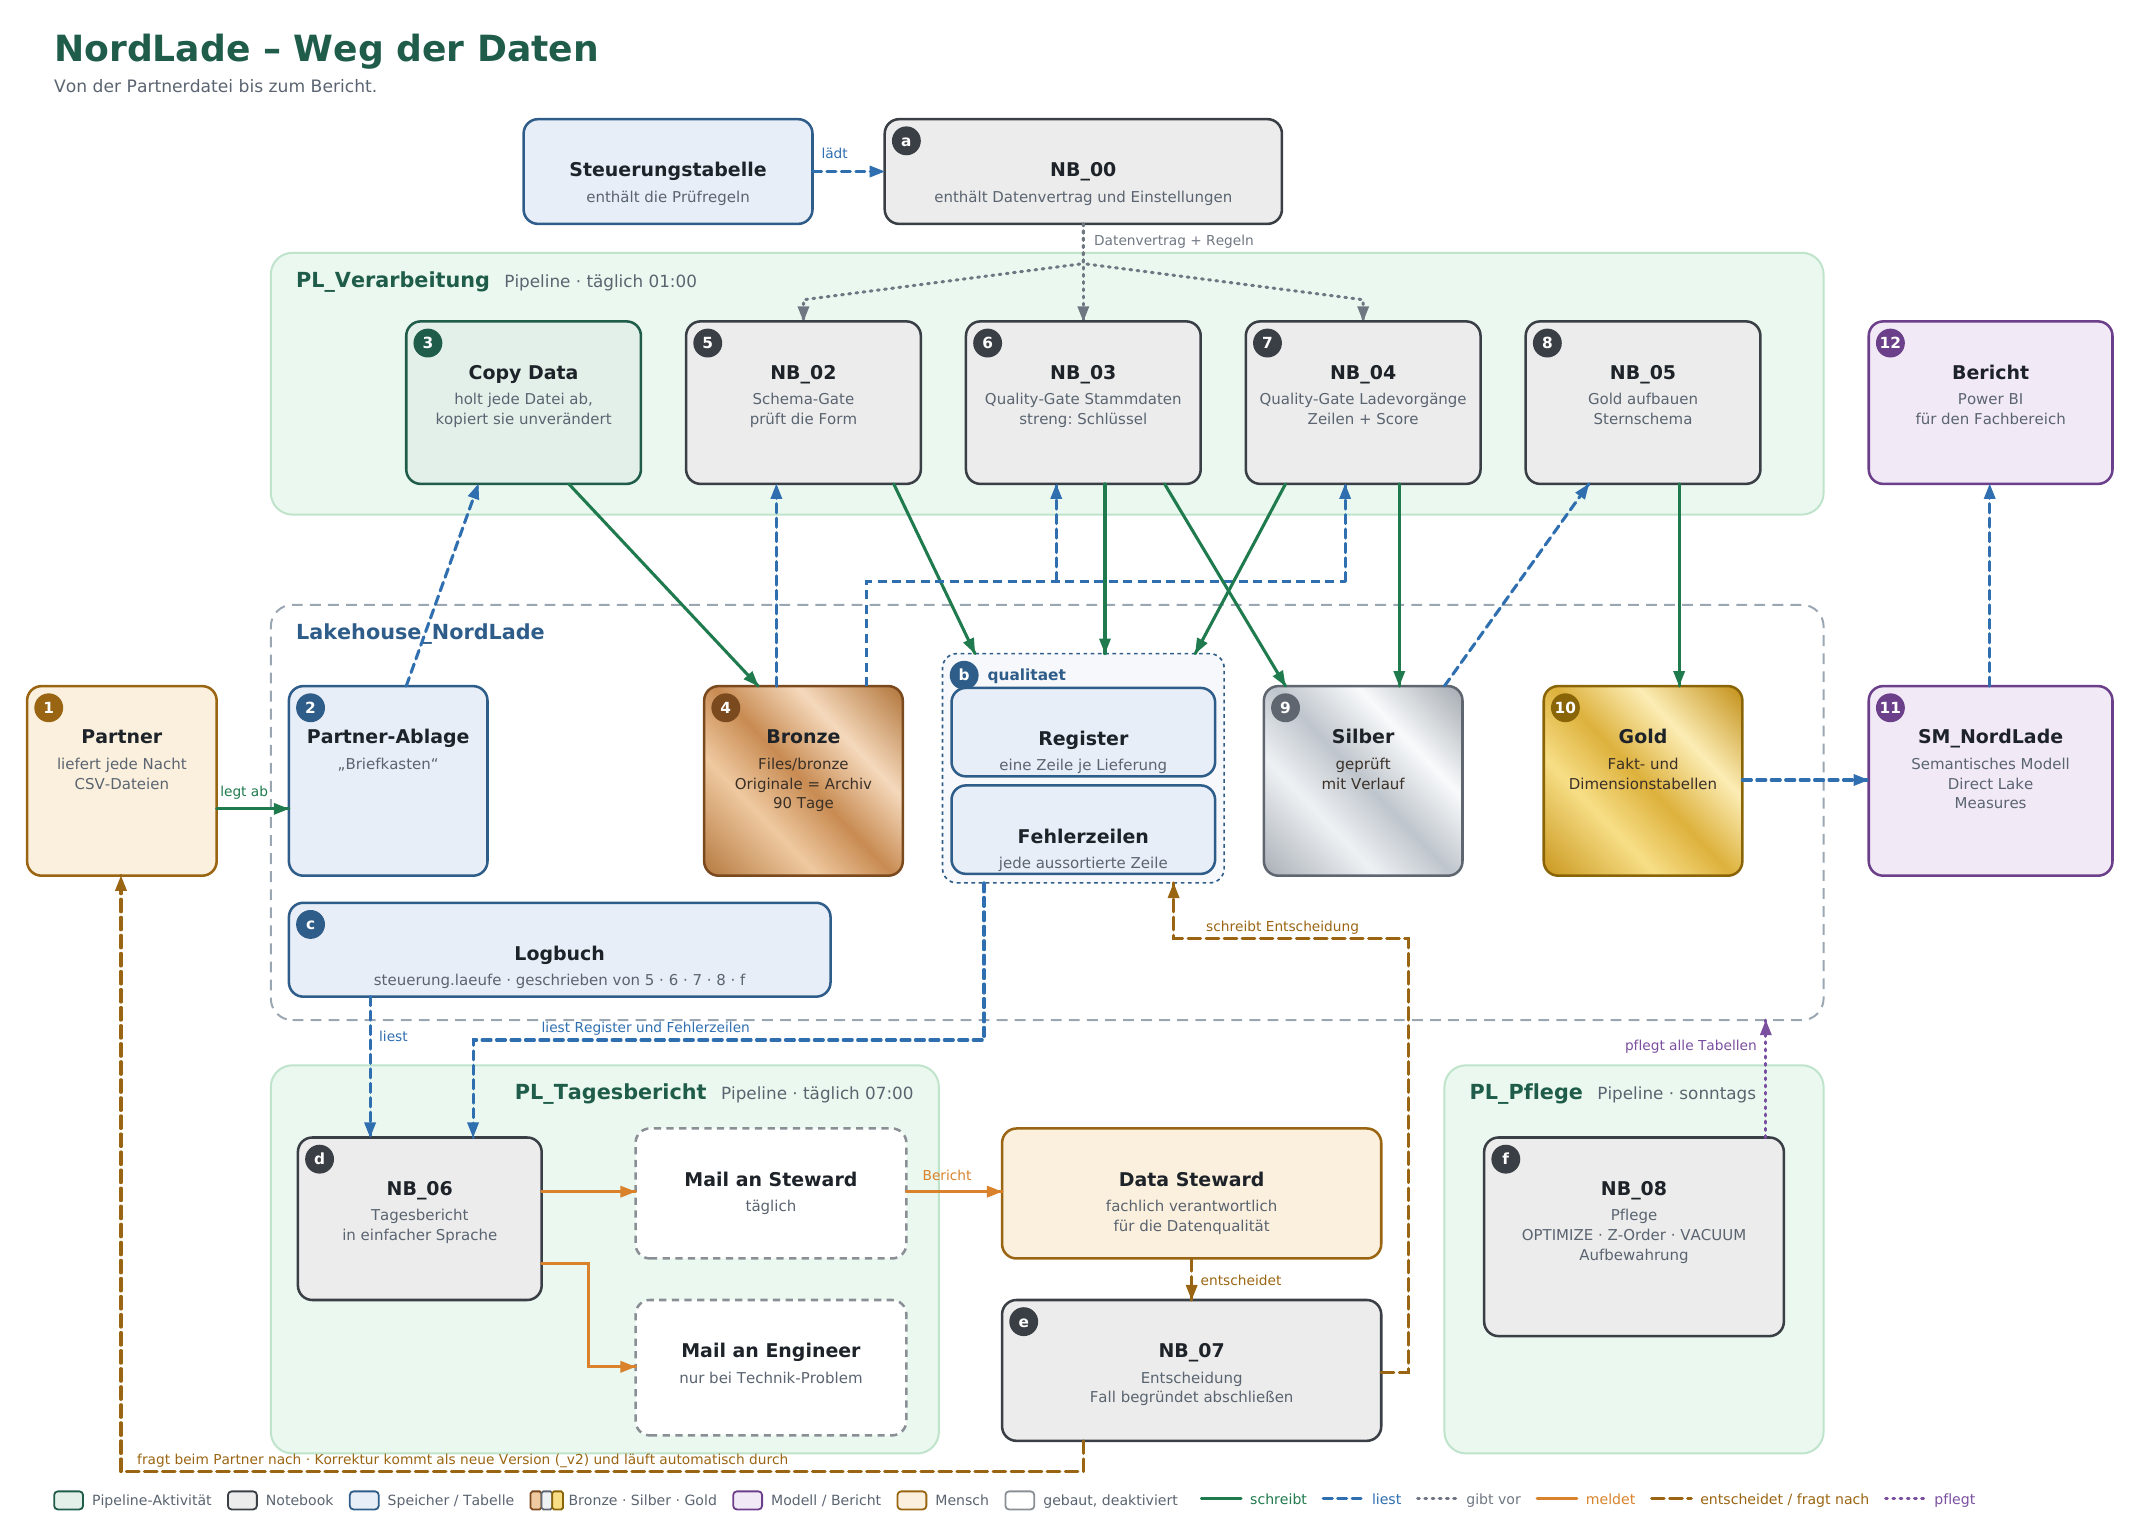 NordLade – Weg der Daten
Von der Partnerdatei bis zum Bericht.
Steuerungstabelle
enthält die Prüfregeln
lädt
a
NB_00
enthält Datenvertrag und Einstellungen
Datenvertrag + Regeln
PL_Verarbeitung Pipeline · täglich 01:00
3
Copy Data
holt jede Datei ab,
kopiert sie unverändert
5
NB_02
Schema-Gate
prüft die Form
6
NB_03
Quality-Gate Stammdaten
streng: Schlüssel
7
NB_04
Quality-Gate Ladevorgänge
Zeilen + Score
8
NB_05
Gold aufbauen
Sternschema
12
Bericht
Power BI
für den Fachbereich
Lakehouse_NordLade
1
Partner
liefert jede Nacht
CSV-Dateien
legt ab
2
Partner-Ablage
„Briefkasten“
4
Bronze
Files/bronze
Originale = Archiv
90 Tage
b
qualitaet
Register
eine Zeile je Lieferung
Fehlerzeilen
jede aussortierte Zeile
9
Silber
geprüft
mit Verlauf
10
Gold
Fakt- und
Dimensionstabellen
11
SM_NordLade
Semantisches Modell
Direct Lake
Measures
c
Logbuch
steuerung.laeufe · geschrieben von 5 · 6 · 7 · 8 · f
schreibt Entscheidung
liest
liest Register und Fehlerzeilen
pflegt alle Tabellen
PL_Tagesbericht Pipeline · täglich 07:00
d
NB_06
Tagesbericht
in einfacher Sprache
Mail an Steward
täglich
Mail an Engineer
nur bei Technik-Problem
Bericht
Data Steward
fachlich verantwortlich
für die Datenqualität
entscheidet
e
NB_07
Entscheidung
Fall begründet abschließen
PL_Pflege Pipeline · sonntags
f
NB_08
Pflege
OPTIMIZE · Z-Order · VACUUM
Aufbewahrung
fragt beim Partner nach · Korrektur kommt als neue Version (_v2) und läuft automatisch durch
Pipeline-Aktivität Notebook Speicher / Tabelle Bronze · Silber · Gold Modell / Bericht Mensch gebaut, deaktiviert schreibt liest gibt vor meldet entscheidet / fragt nach pflegt